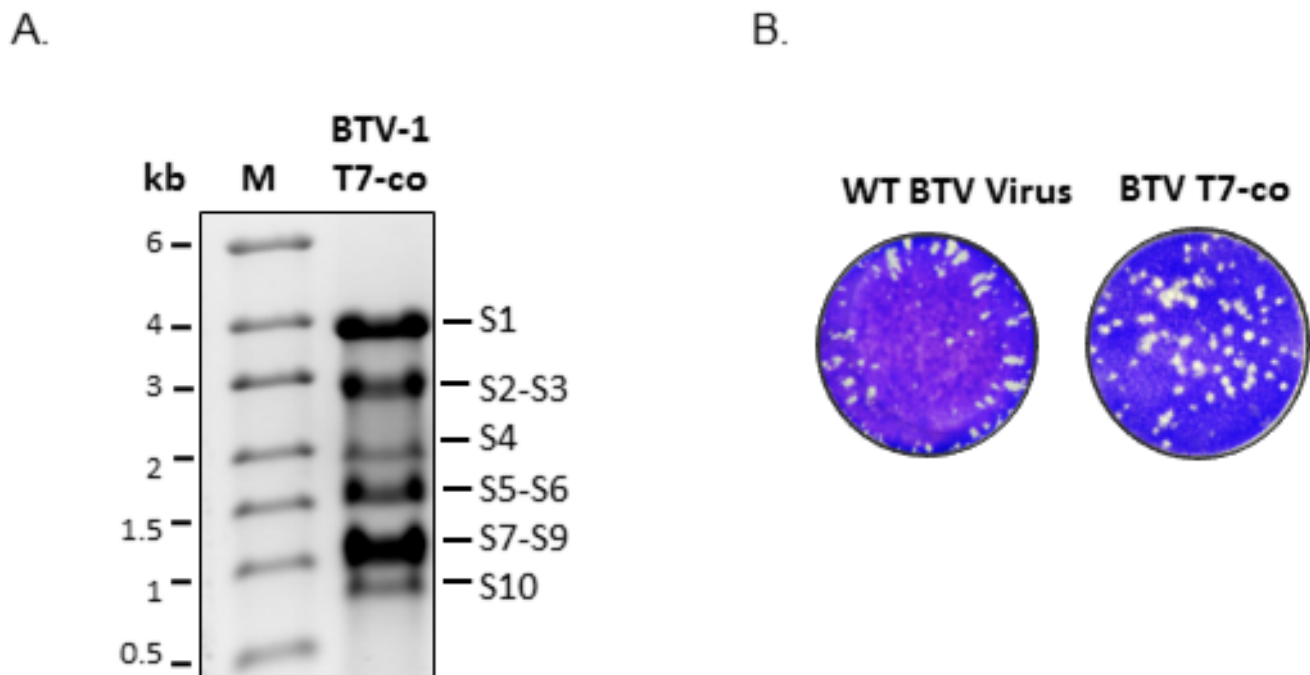 A.
B.
BTV-1
kb M T7-co
WT BTV Virus BTV T7-co
6
4
3
2
1.5
1
0.5
S1
S2-S3
S4
S5-S6
S7-S9
S10